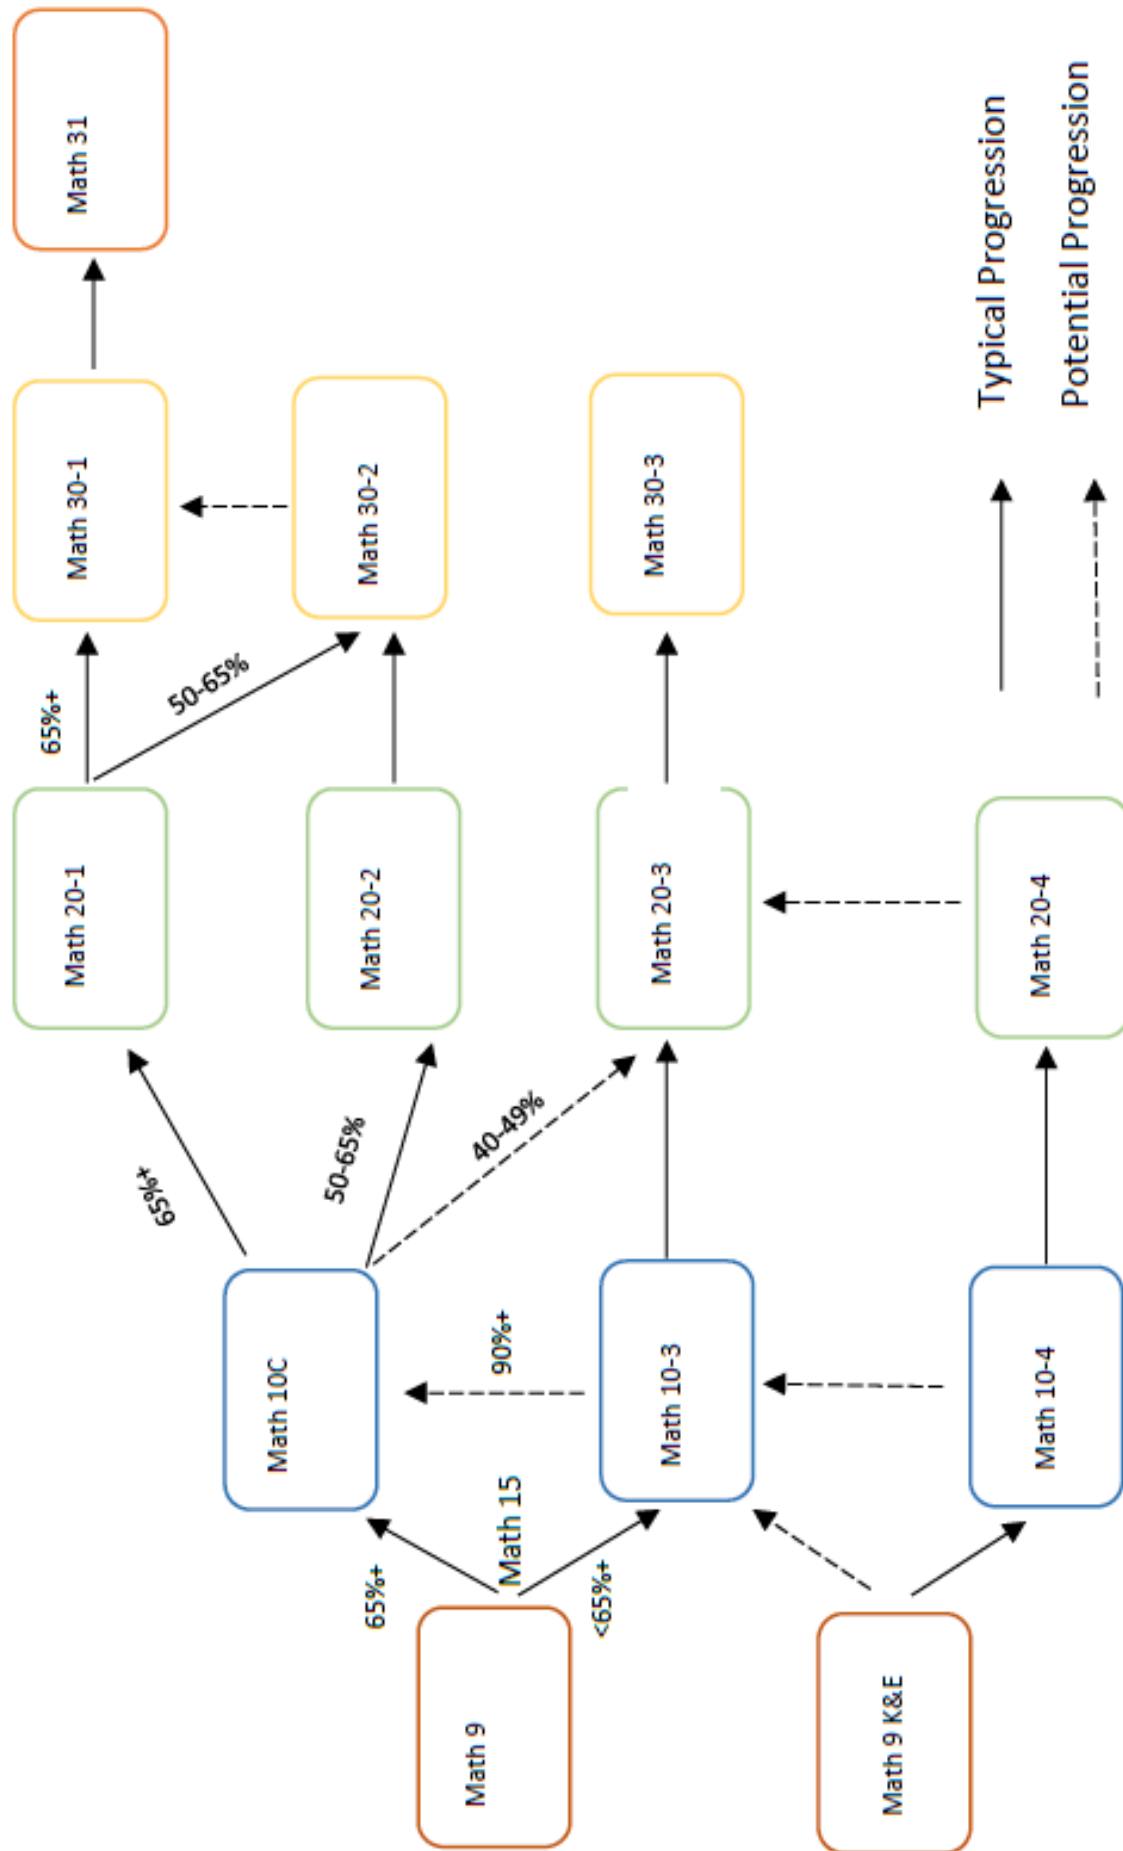 Math 9
Math 9 K&E
65%+
Math 15
<65%+
Math 10C
90%+
Math 10-3
Math 10-4
65%+
50-65%
40-49%
Math 20-1
Math 20-2
Math 20-3
Math 20-4
65%+
50-65%
Math 30-1
Math 30-2
Math 30-3
Math 31
Typical Progression
Potential Progression